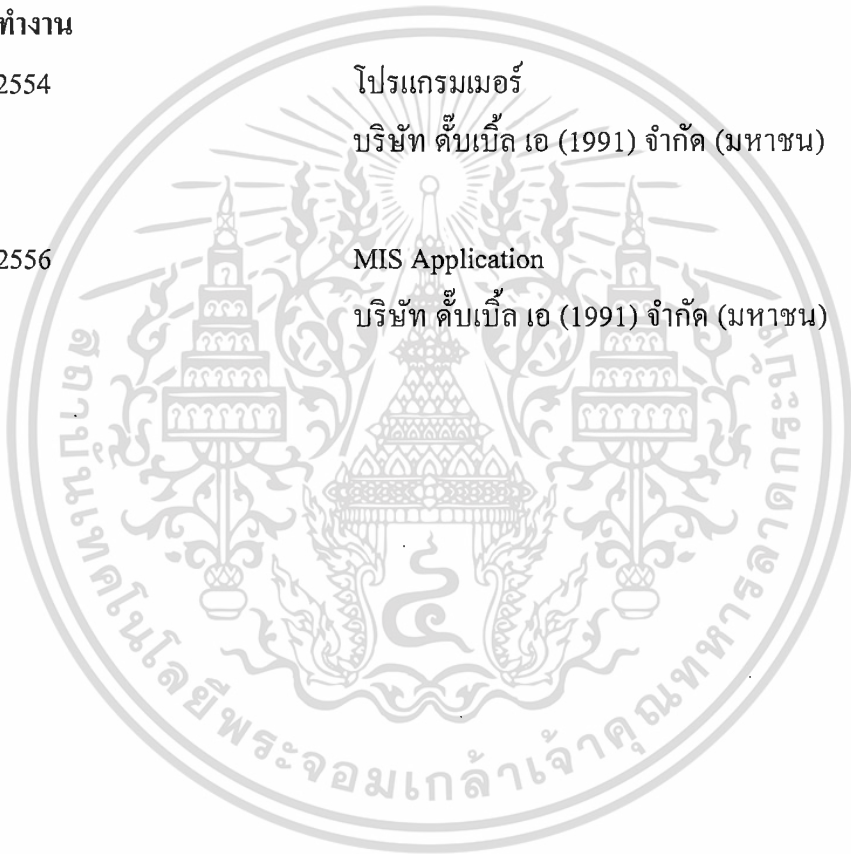 ทำงาน
2554 โปรแกรมเมอร์
บริษัท ดั๊บเบิ้ล เอ (1991) จำกัด (มหาชน)
2556 MIS Application
บริษัท ดั๊บเบิ้ล เอ (1991) จำกัด (มหาชน)
สถาบันเทคโนโลยีพระจอมเกล้าเจ้าคุณทหารลาดกระบัง